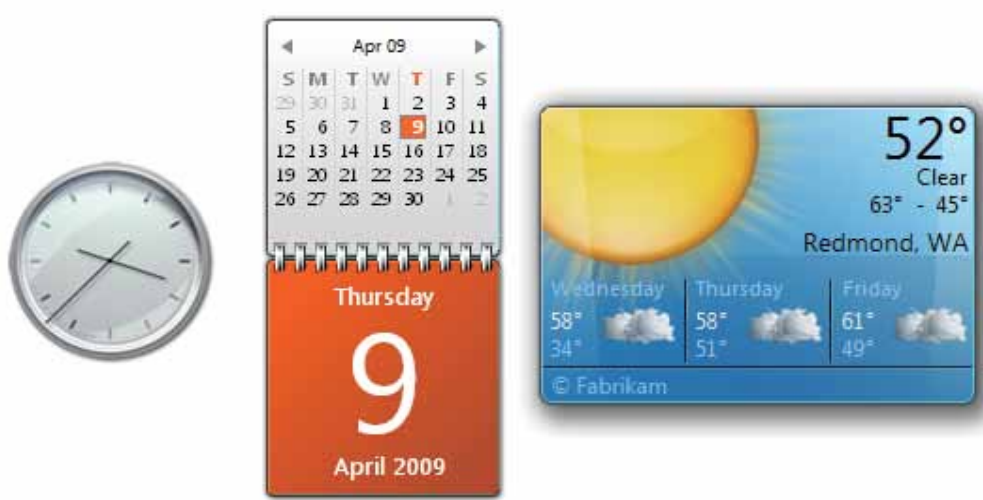 Apr 09
S M T W T F S
29 30 31 1 2 3 4
5 6 7 8 9 10 11
12 13 14 15 16 17 18
19 20 21 22 23 24 25
26 27 28 29 30 1 2
Thursday
9
April 2009
52°
Clear
63° - 45°
Redmond, WA
Wednesday Thursday Friday
58° 58° 61°
34° 51° 49°
© Fabrikam